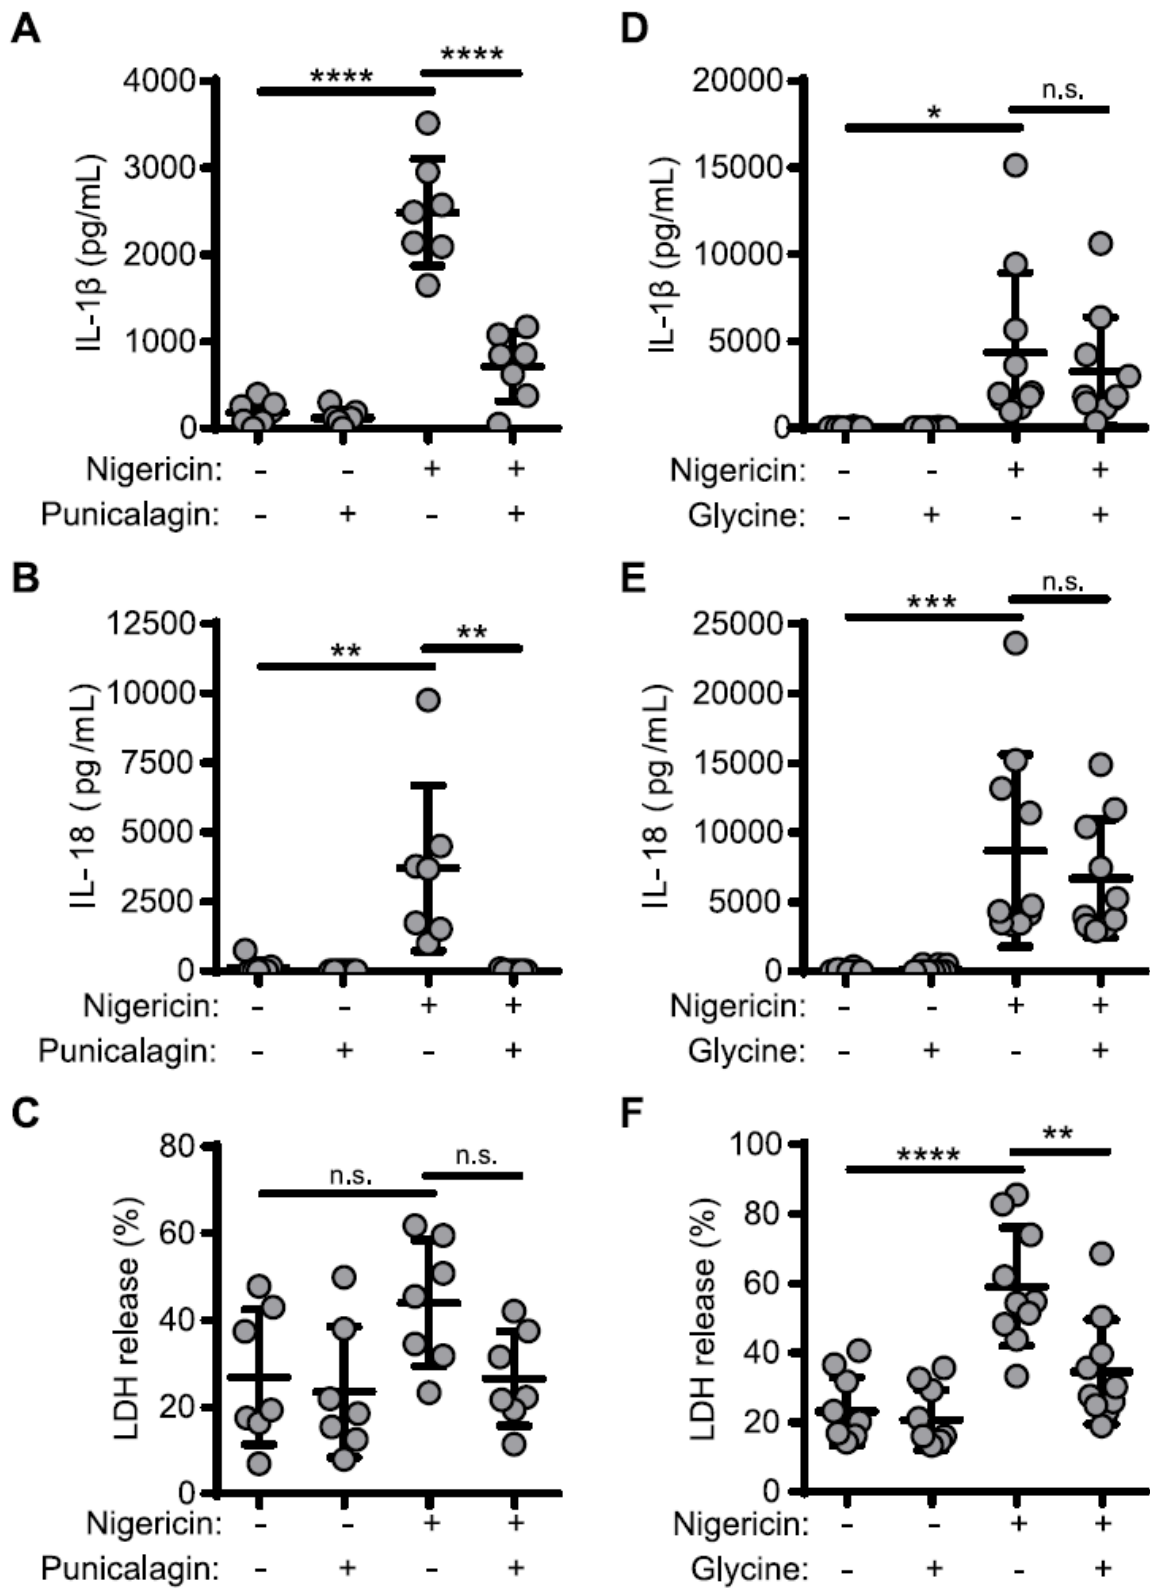 A
**** ****
4000
3000
2000
1000
0
IL-1β (pg/mL)
Nigericin: - - + +
Punicalagin: - + - +
B
** **
12500
10000
7500
5000
2500
0
IL- 18 ( pg /mL)
Nigericin: - - + +
Punicalagin: - + - +
C
n.s. n.s.
80
60
40
20
0
LDH release (%)
Nigericin: - - + +
Punicalagin: - + - +
D
* n.s.
20000
15000
10000
5000
0
IL-1β (pg/mL)
Nigericin: - - + +
Glycine: - + - +
E
*** n.s.
25000
20000
15000
10000
5000
0
IL- 18 ( pg /mL)
Nigericin: - - + +
Glycine: - + - +
F
**** **
100
80
60
40
20
0
LDH release (%)
Nigericin: - - + +
Glycine: - + - +